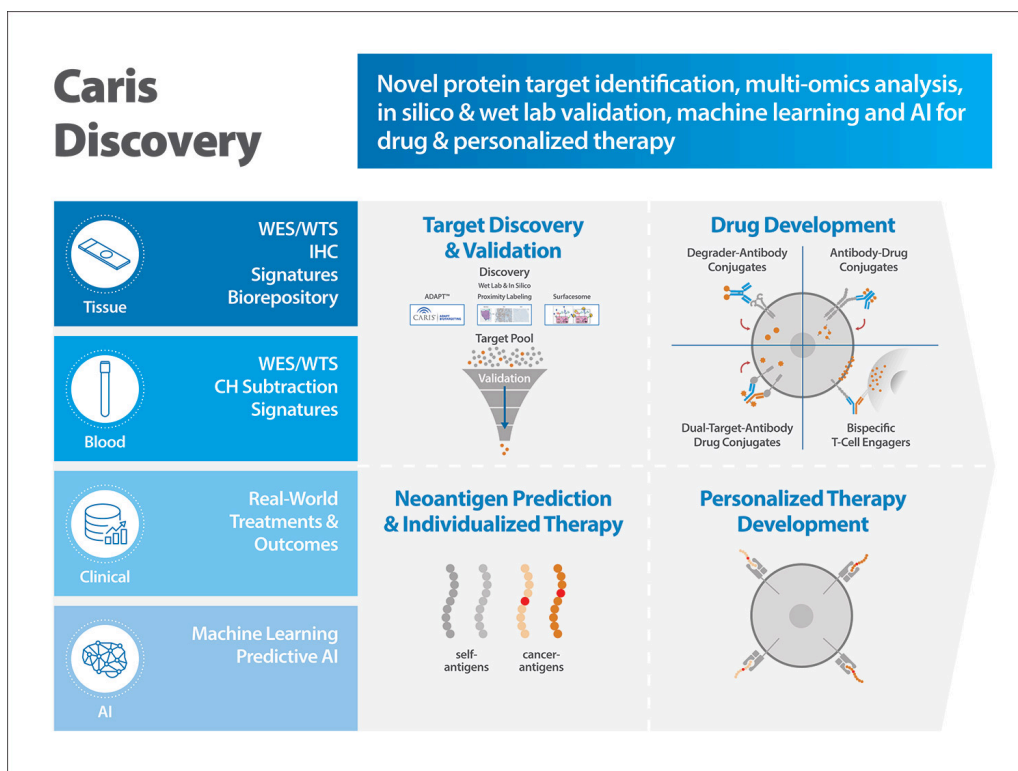 Caris
Discovery
Novel protein target identification, multi-omics analysis,
in silico & wet lab validation, machine learning and AI for
drug & personalized therapy
Tissue
WES/WTS
IHC
Signatures
Biorepository
Blood
WES/WTS
CH Subtraction
Signatures
Clinical
Real-World
Treatments &
Outcomes
AI
Machine Learning
Predictive AI
Target Discovery
& Validation
Discovery
Wet Lab & In Silico
ADAPT™
Proximity Labeling
Surfacesome
CARIS
Target Pool
Validation
Drug Development
Degrader-Antibody
Conjugates
Antibody-Drug
Conjugates
Dual-Target-Antibody
Drug Conjugates
Bispecific
T-Cell Engagers
Neoantigen Prediction
& Individualized Therapy
self-
antigens
cancer-
antigens
Personalized Therapy
Development